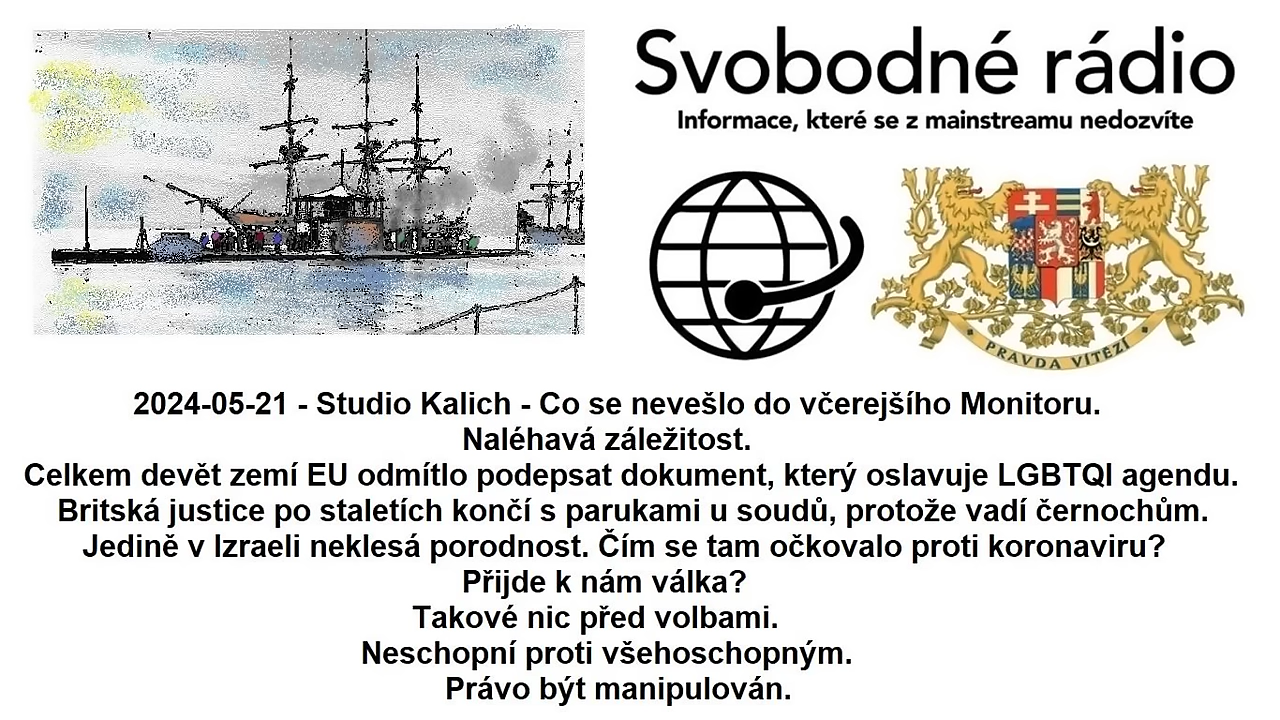 Svobodné rádio
Informace, které se z mainstreamu nedozvíte
PRAVDA VÍTĚZÍ
2024-05-21 - Studio Kalich - Co se nevešlo do včerejšího Monitoru.
Naléhavá záležitost.
Celkem devět zemí EU odmítlo podepsat dokument, který oslavuje LGBTQI agendu.
Britská justice po staletích končí s parukami u soudů, protože vadí černochům.
Jedině v Izraeli neklesá porodnost. Čím se tam očkovalo proti koronaviru?
Přijde k nám válka?
Takové nic před volbami.
Neschopní proti všehoschopným.
Právo být manipulován.